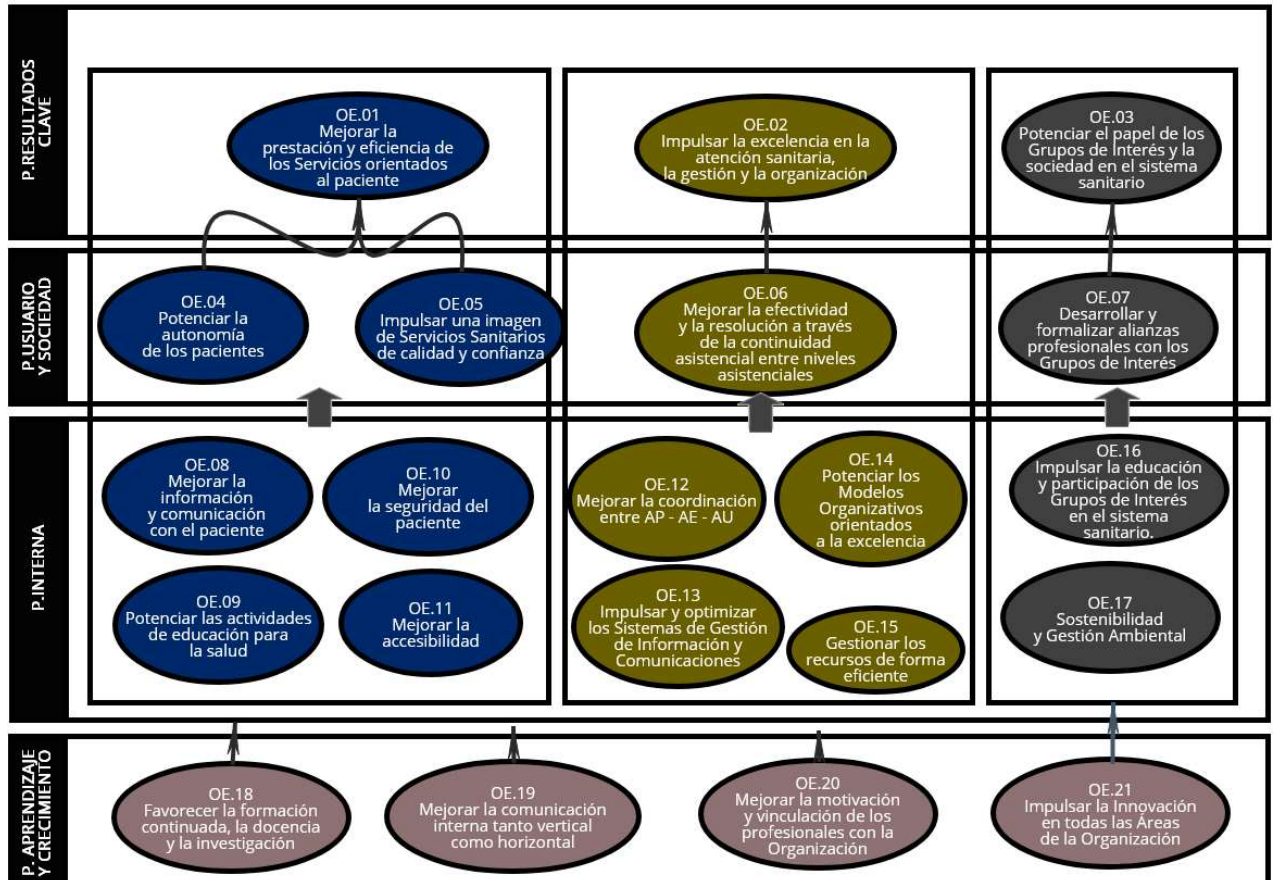 P.RESULTADOS
CLAVE
OE.01
Mejorar la
prestación y eficiencia de
los Servicios orientados
al paciente
OE.02
Impulsar la excelencia en la
atención sanitaria,
la gestión y la organización
OE.03
Potenciar el papel de los
Grupos de Interés y la
sociedad en el sistema
sanitario
P.USUARIO
Y SOCIEDAD
OE.04
Potenciar la
autonomía
de los pacientes
OE.05
Impulsar una imagen
de Servicios Sanitarios
de calidad y confianza
OE.06
Mejorar la efectividad
y la resolución a través
de la continuidad
asistencial entre niveles
asistenciales
OE.07
Desarrollar y
formalizar alianzas
profesionales con los
Grupos de Interés
P.INTERNA
OE.08
Mejorar la
información
y comunicación
con el paciente
OE.10
Mejorar
la seguridad del
paciente
OE.12
Mejorar la coordinación
entre AP - AE - AU
OE.14
Potenciar los
Modelos
Organizativos
orientados
a la excelencia
OE.16
Impulsar la educación
y participación de los
Grupos de Interés
en el sistema
sanitario.
OE.09
Potenciar las actividades
de educación para
la salud
OE.11
Mejorar la
accesibilidad
OE.13
Impulsar y optimizar
los Sistemas de Gestión
de Información y
Comunicaciones
OE.15
Gestionar los
recursos de forma
eficiente
OE.17
Sostenibilidad
y Gestión Ambiental
P. APRENDIZAJE
Y CRECIMIENTO
OE.18
Favorecer la formación
continuada, la docencia
y la investigación
OE.19
Mejorar la comunicación
interna tanto vertical
como horizontal
OE.20
Mejorar la motivación
y vinculación de los
profesionales con la
Organización
OE.21
Impulsar la Innovación
en todas las Áreas
de la Organización